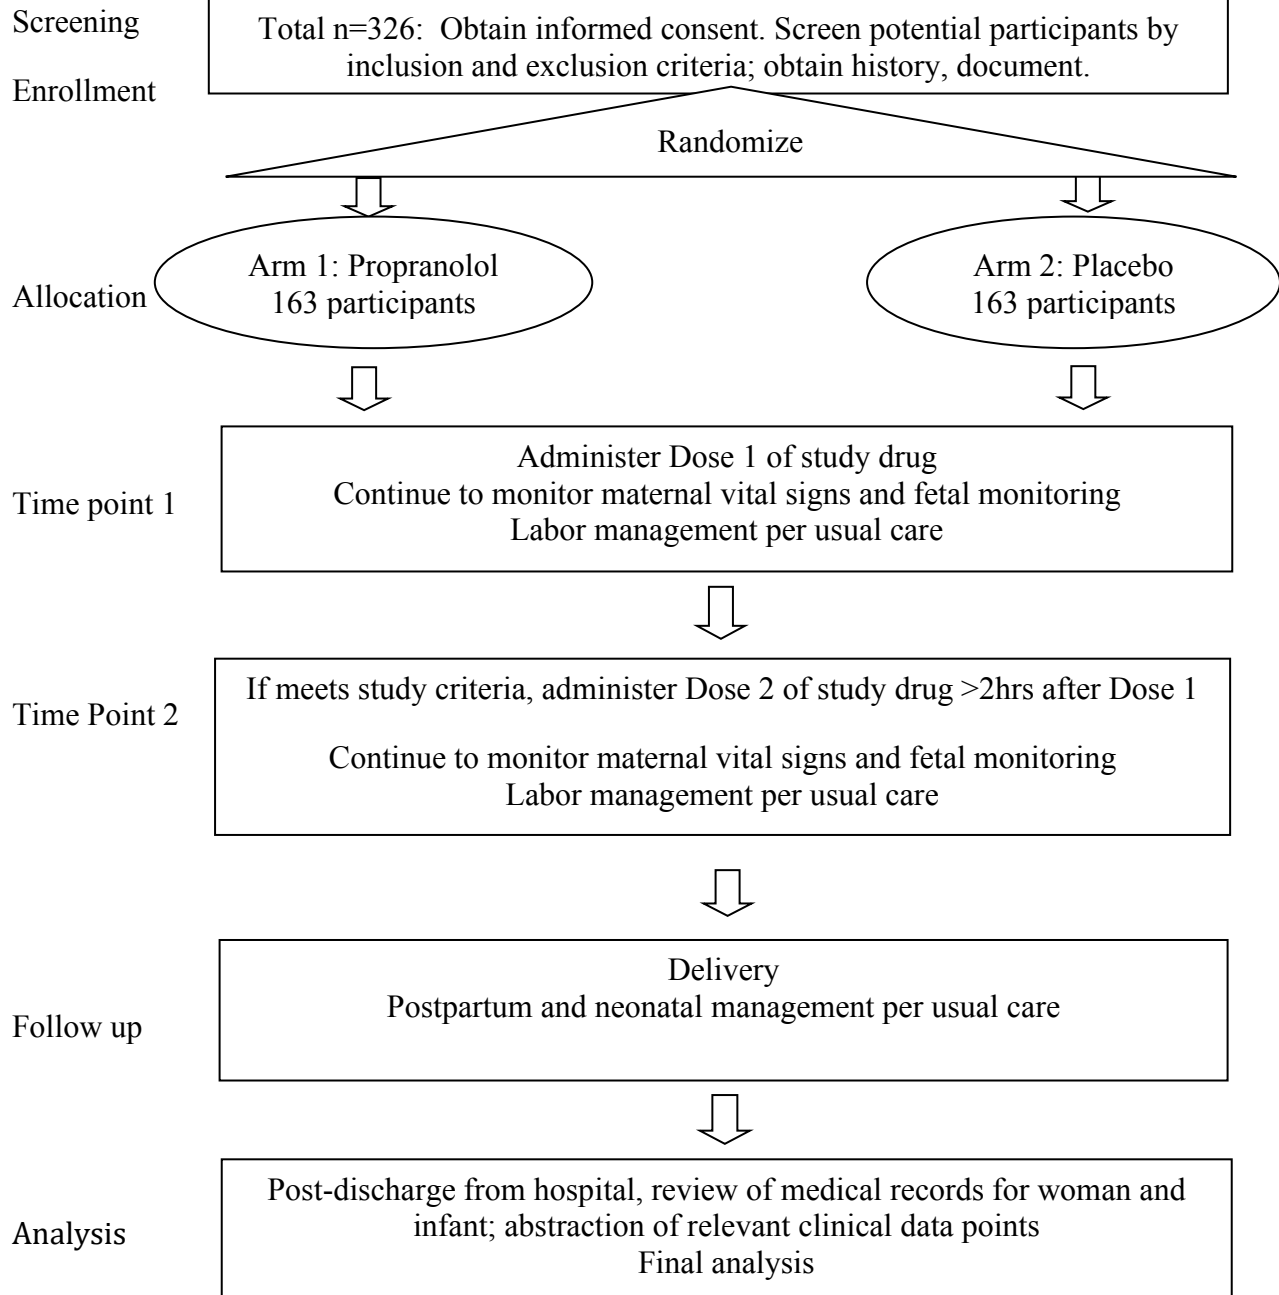 Screening
Total n=326:  Obtain informed consent. Screen potential participants by
inclusion and exclusion criteria; obtain history, document.
Enrollment
Randomize
Allocation
Arm 1: Propranolol
163 participants
Arm 2: Placebo
163 participants
Time point 1
Administer Dose 1 of study drug
Continue to monitor maternal vital signs and fetal monitoring
Labor management per usual care
Time Point 2
If meets study criteria, administer Dose 2 of study drug >2hrs after Dose 1
Continue to monitor maternal vital signs and fetal monitoring
Labor management per usual care
Follow up
Delivery
Postpartum and neonatal management per usual care
Analysis
Post-discharge from hospital, review of medical records for woman and
infant; abstraction of relevant clinical data points
Final analysis